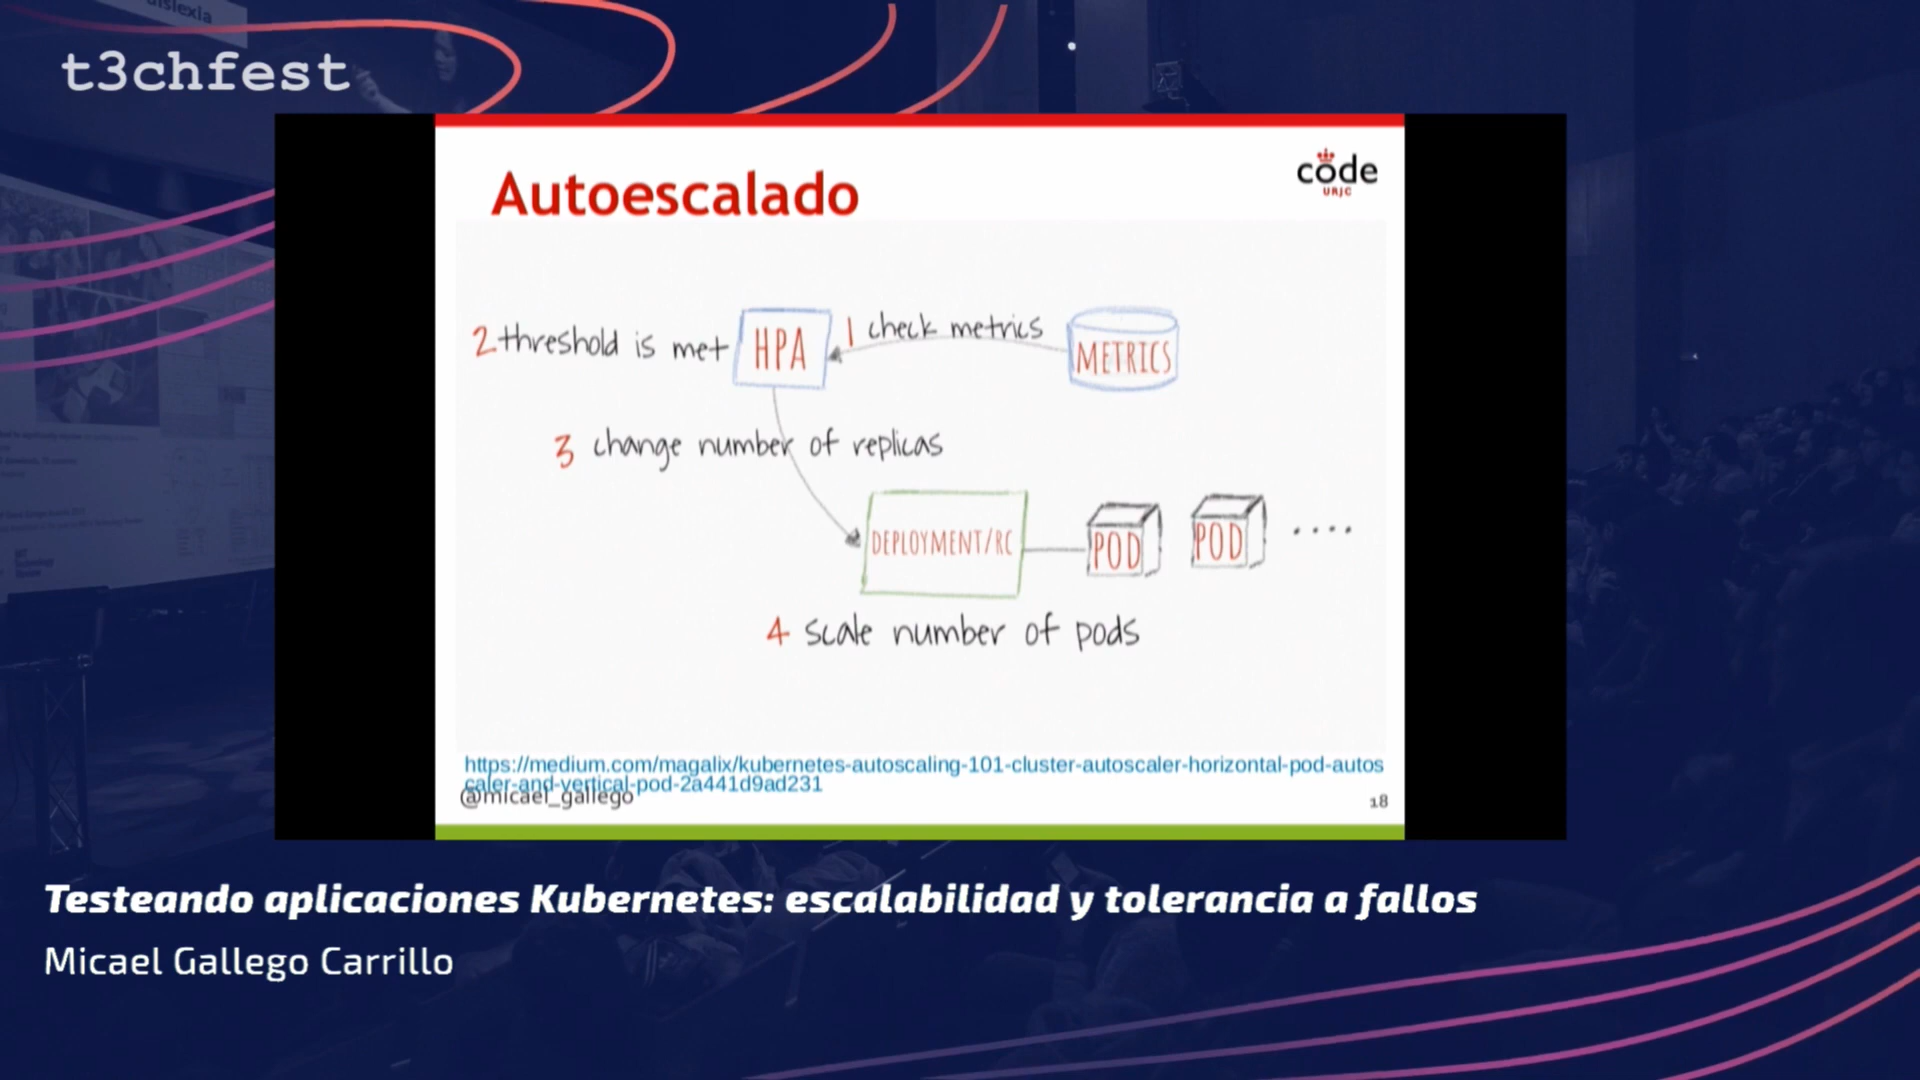 islexia
t3chfest
code
URJC
Autoescalado
2 threshold is met
HPA
1 check metrics
METRICS
3 change number of replicas
DEPLOYMENT/RC
POD
POD
....
4 scale number of pods
https://medium.com/magalix/kubernetes-autoscaling-101-cluster-autoscaler-horizontal-pod-autos
caler-and-vertical-pod-2a441d9ad231
@micael_gallego
18
Testeando aplicaciones Kubernetes: escalabilidad y tolerancia a fallos
Micael Gallego Carrillo